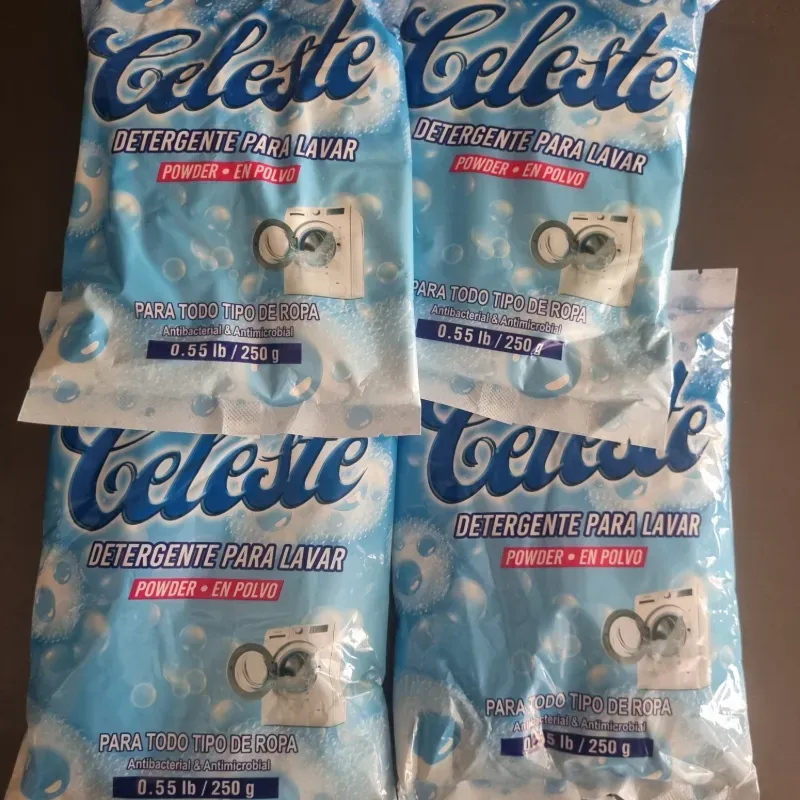 Celeste
DETERGENTE PARA LAVAR
POWDER • EN POLVO
PARA TODO TIPO DE ROPA
Antibacterial & Antimicrobial
0.55 lb / 250 g
Celeste
DETERGENTE PARA LAVAR
POWDER • EN POLVO
PARA TODO TIPO DE ROPA
Antibacterial & Antimicrobial
0.55 lb / 250 g
Celeste
DETERGENTE PARA LAVAR
POWDER • EN POLVO
PARA TODO TIPO DE ROPA
Antibacterial & Antimicrobial
0.55 lb / 250 g
Celeste
DETERGENTE PARA LAVAR
POWDER • EN POLVO
PARA TODO TIPO DE ROPA
Antibacterial & Antimicrobial
5 lb / 250 g